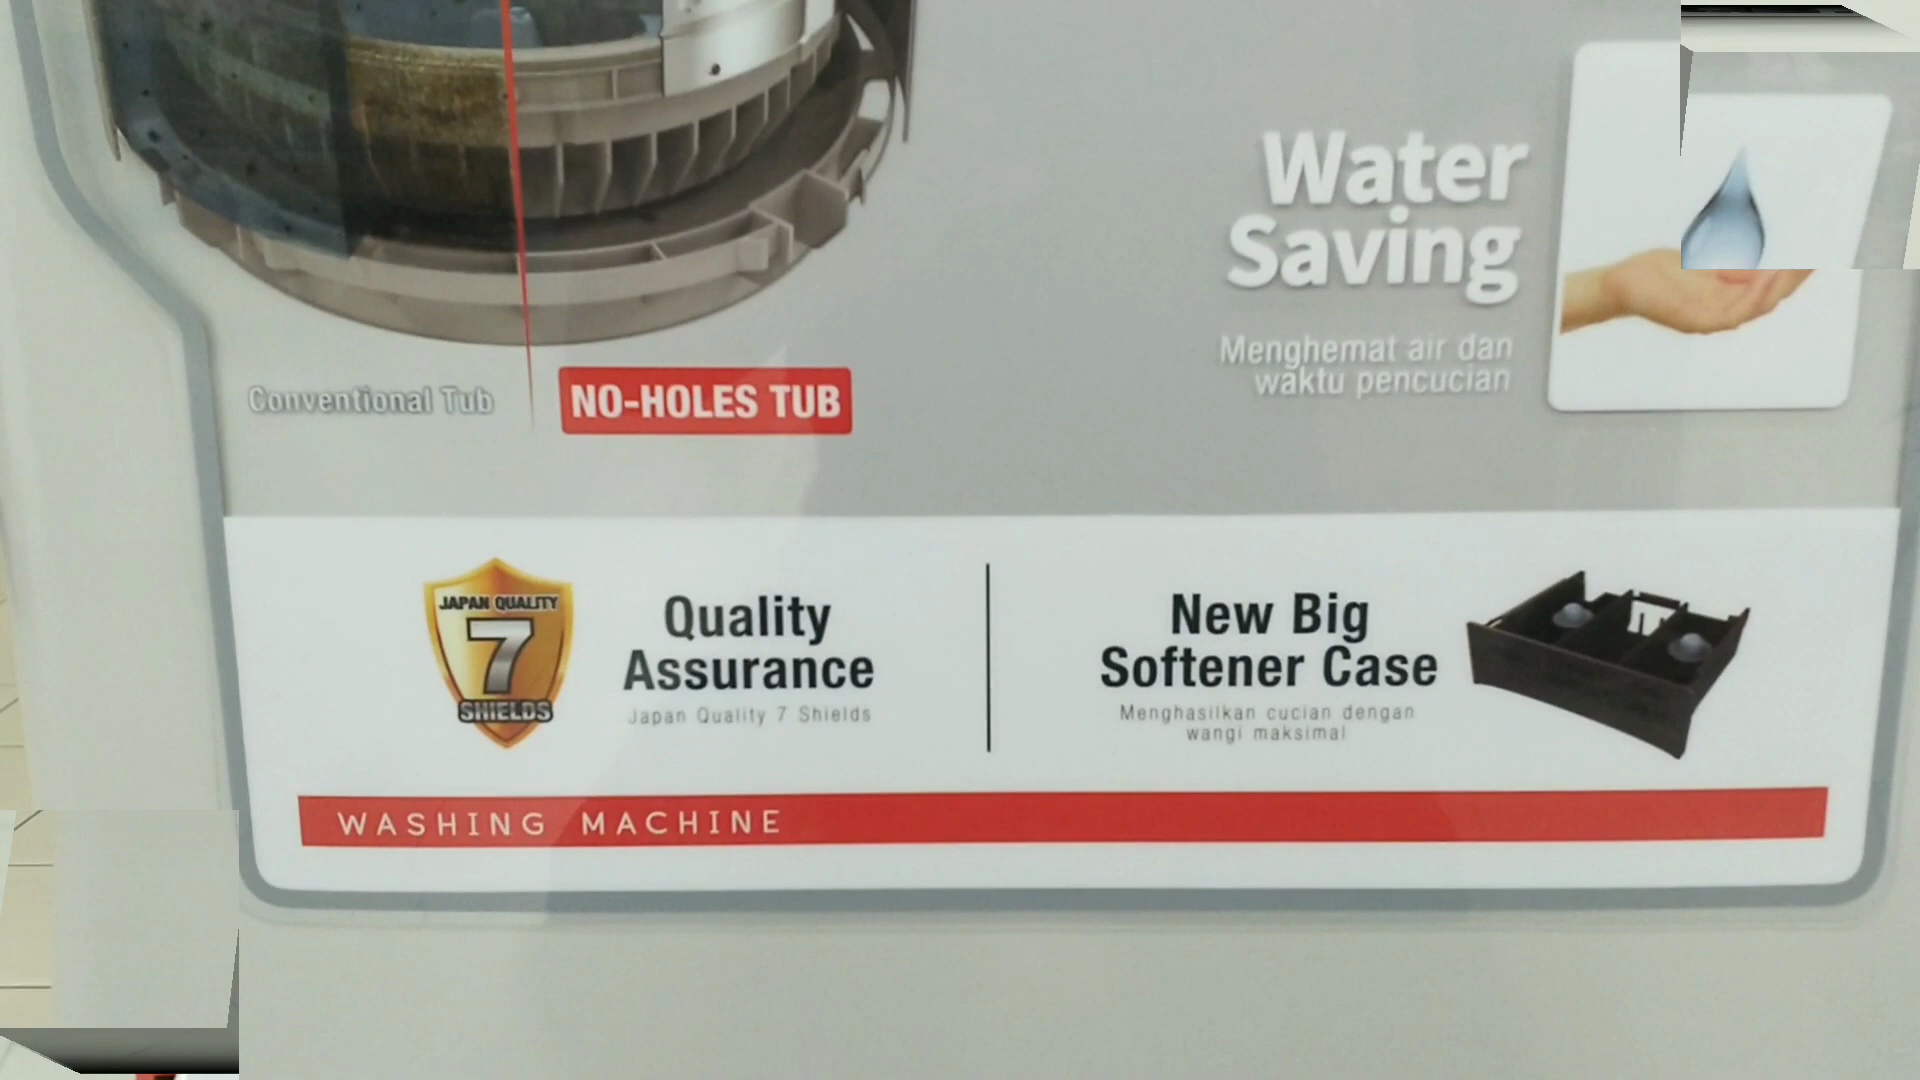 Water
Saving
Menghemat air dan
waktu pencucian
Conventional Tub
NO-HOLES TUB
JAPAN QUALITY
7
SHIELDS
Quality
Assurance
Japan Quality 7 Shields
New Big
Softener Case
Menghasilkan cucian dengan
wangi maksimal
WASHING MACHINE